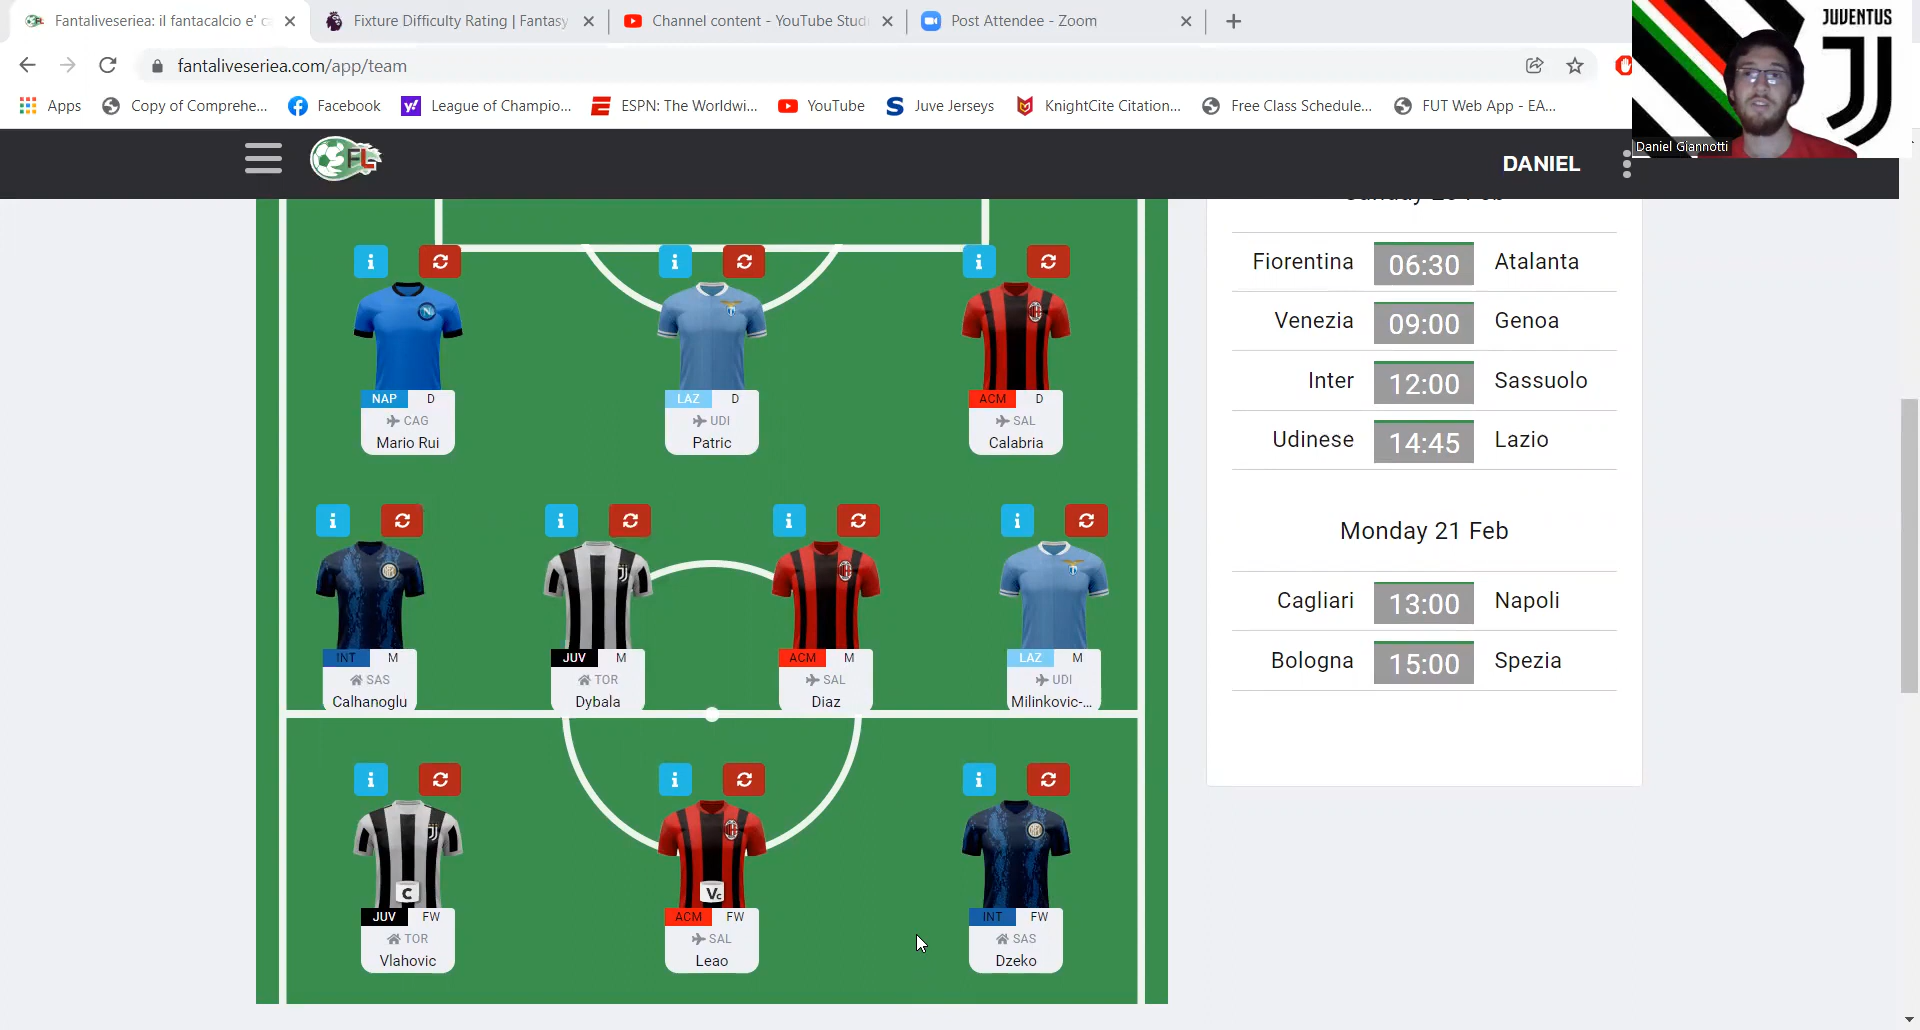 Fantaliveseriea: il fantacalcio e' c
Fixture Difficulty Rating | Fantasy
Channel content - YouTube Stud
Post Attendee - Zoom
fantaliveseriea.com/app/team
Apps
Copy of Comprehe...
Facebook
League of Champio...
ESPN: The Worldwi...
YouTube
Juve Jerseys
KnightCite Citation...
Free Class Schedule...
FUT Web App - EA...
JUVENTUS
Daniel Giannotti
FL
DANIEL
NAP D
CAG
Mario Rui
LAZ D
UDI
Patric
ACM D
SAL
Calabria
INT M
SAS
Calhanoglu
JUV M
TOR
Dybala
ACM M
SAL
Diaz
LAZ M
UDI
Milinkovic-...
C
JUV FW
TOR
Vlahovic
Vc
ACM FW
SAL
Leao
INT FW
SAS
Dzeko
Fiorentina 06:30 Atalanta
Venezia 09:00 Genoa
Inter 12:00 Sassuolo
Udinese 14:45 Lazio
Monday 21 Feb
Cagliari 13:00 Napoli
Bologna 15:00 Spezia